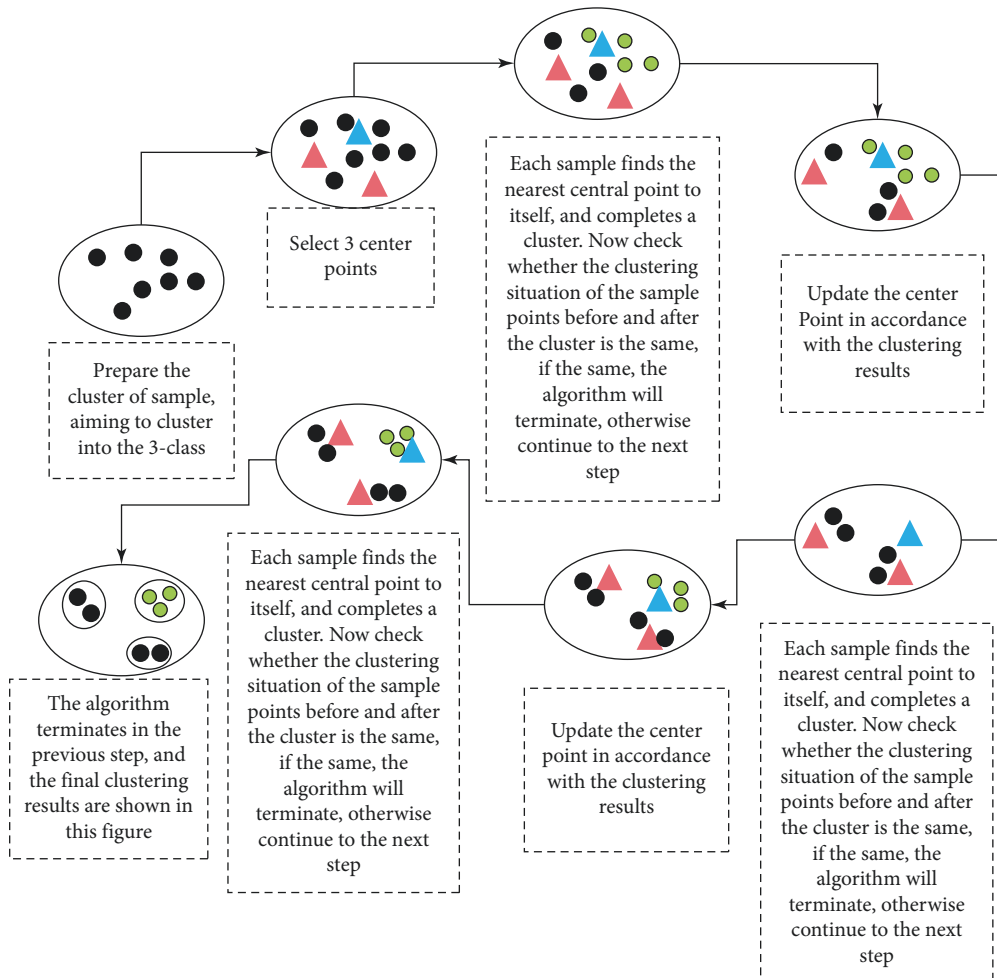 Prepare the
cluster of sample,
aiming to cluster
into the 3-class
Select 3 center
points
Each sample finds the
nearest central point to
itself, and completes a
cluster. Now check
whether the clustering
situation of the sample
points before and after
the cluster is the same,
if the same, the
algorithm will
terminate, otherwise
continue to the next
step
Update the center
Point in accordance
with the clustering
results
Each sample finds the
nearest central point to
itself, and completes a
cluster. Now check
whether the clustering
situation of the sample
points before and after
the cluster is the same,
if the same, the
algorithm will
terminate, otherwise
continue to the next
step
Update the center
point in accordance
with the clustering
results
Each sample finds the
nearest central point to
itself, and completes a
cluster. Now check
whether the clustering
situation of the sample
points before and after
the cluster is the same,
if the same, the
algorithm will
terminate, otherwise
continue to the next
step
The algorithm
terminates in the
previous step, and
the final clustering
results are shown in
this figure